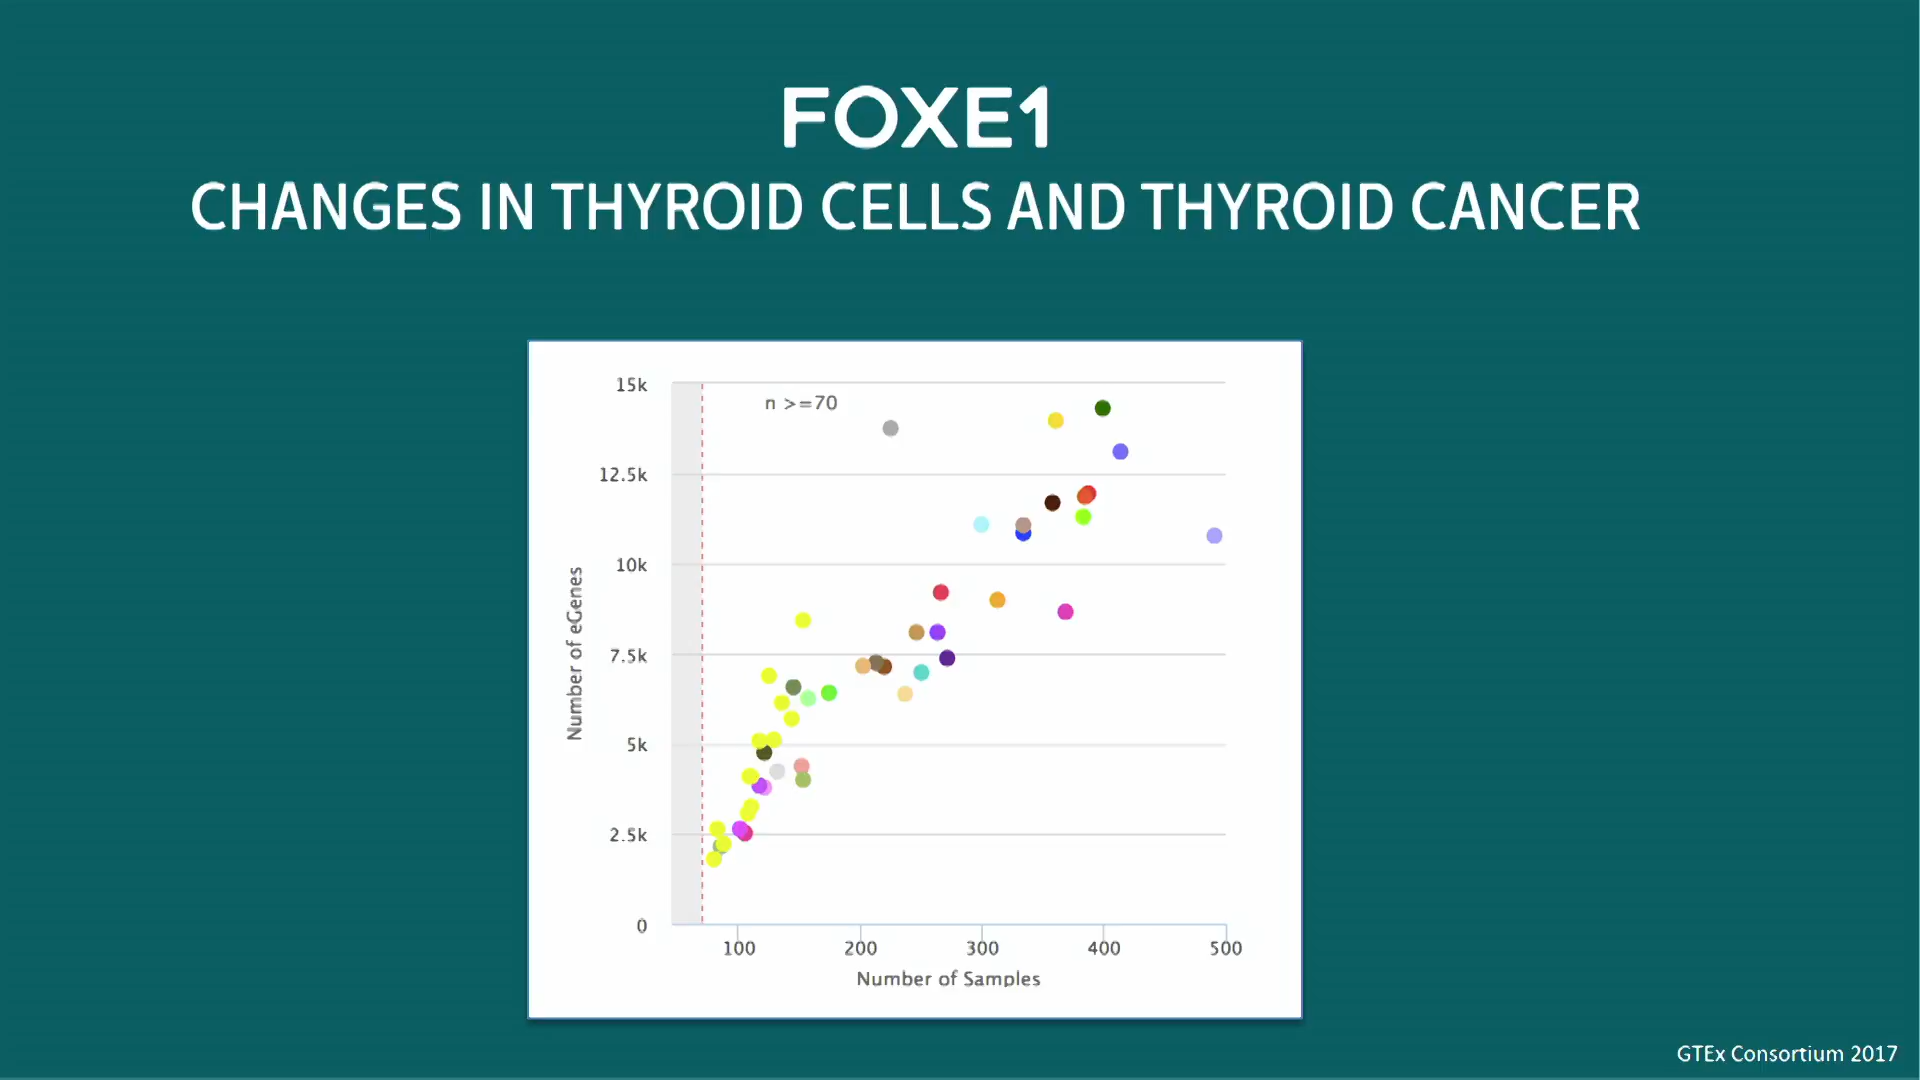 FOXE1
CHANGES IN THYROID CELLS AND THYROID CANCER
n >=70
15k
12.5k
10k
7.5k
5k
2.5k
0
Number of eGenes
100 200 300 400 500
Number of Samples
GTEx Consortium 2017